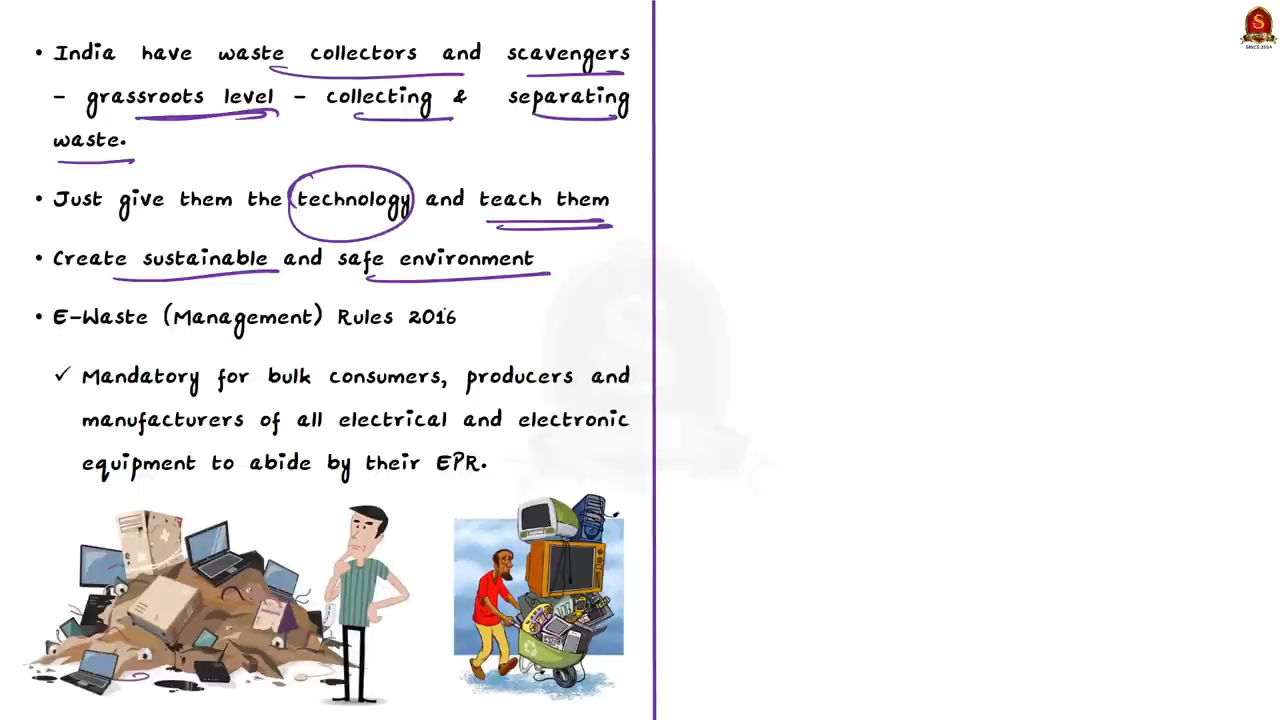 • India have waste collectors and scavengers
- grassroots level - collecting & separating
waste.
• Just give them the technology and teach them
• Create sustainable and safe environment
• E-Waste (Management) Rules 2016
✓ Mandatory for bulk consumers, producers and
manufacturers of all electrical and electronic
equipment to abide by their EPR.
S
SINCE 2004